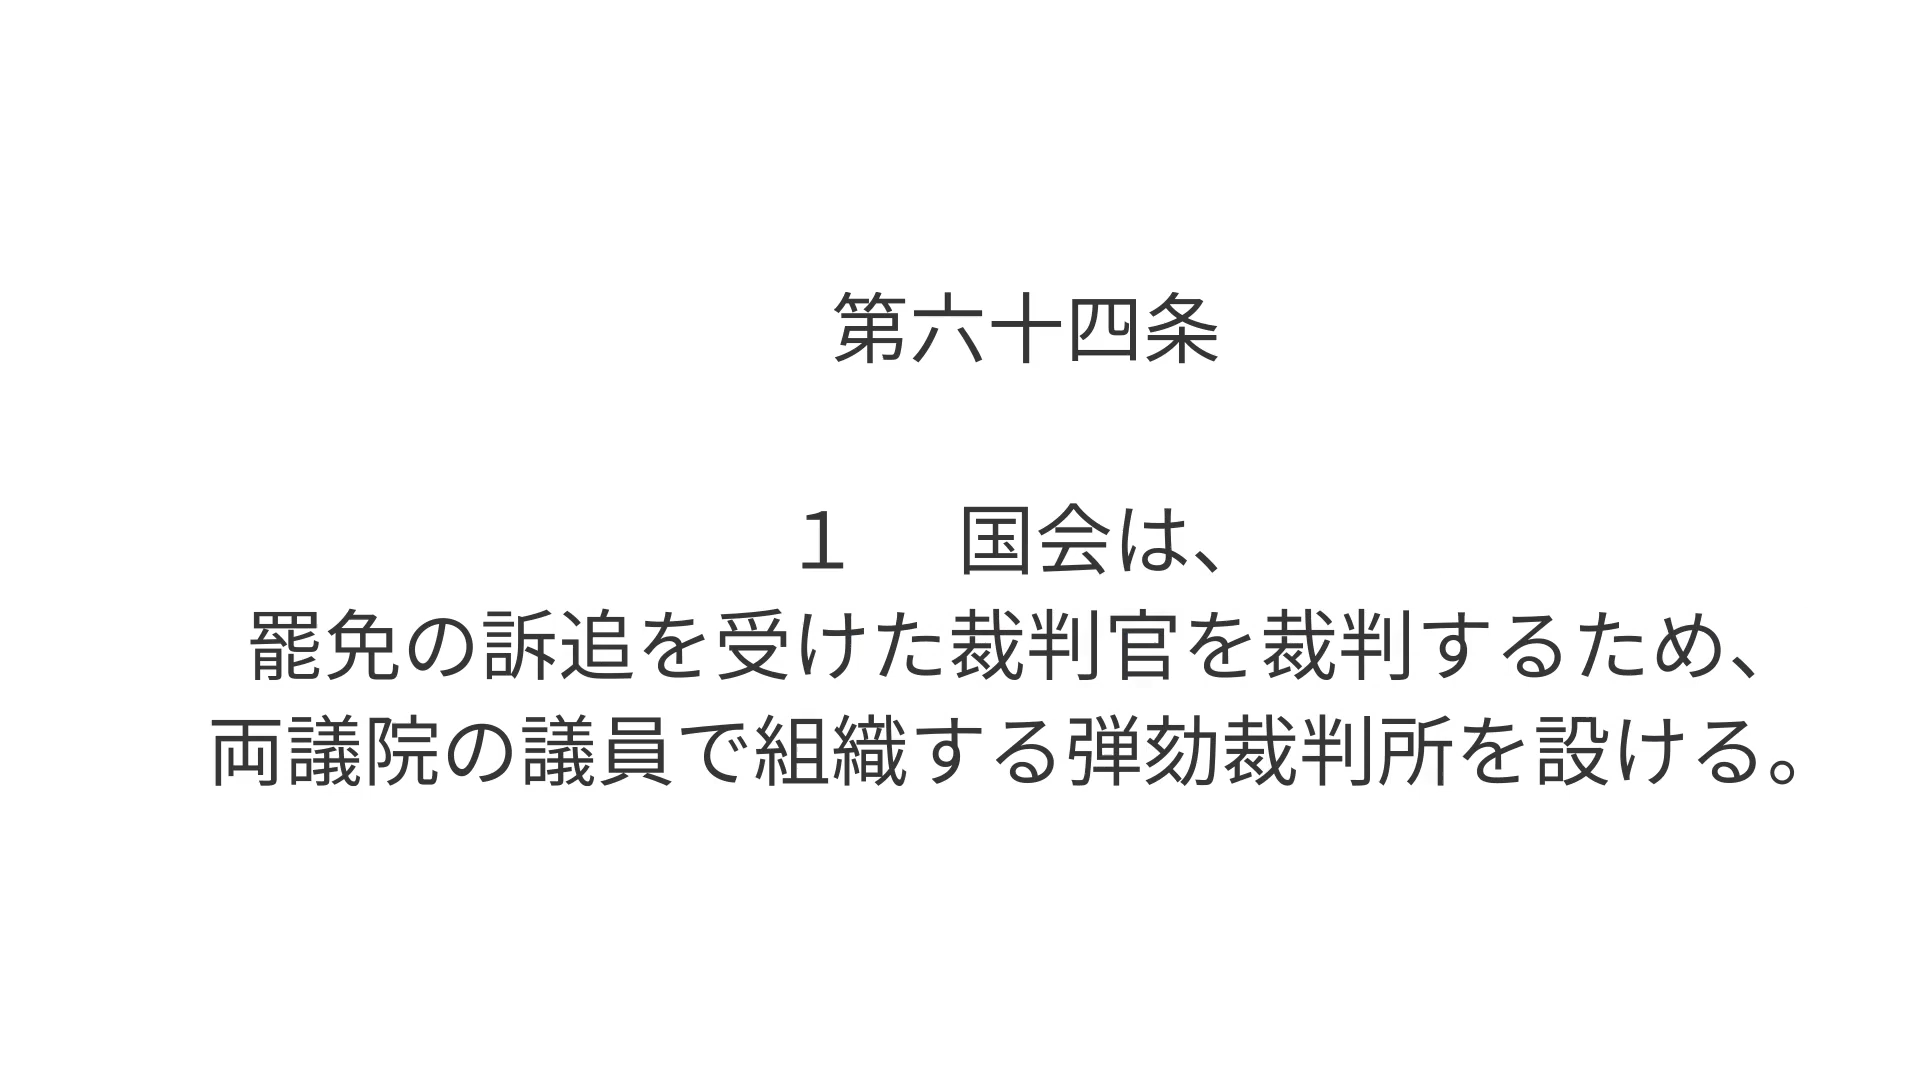 第六十四条
１　国会は、
罷免の訴追を受けた裁判官を裁判するため、
両議院の議員で組織する弾劾裁判所を設ける。